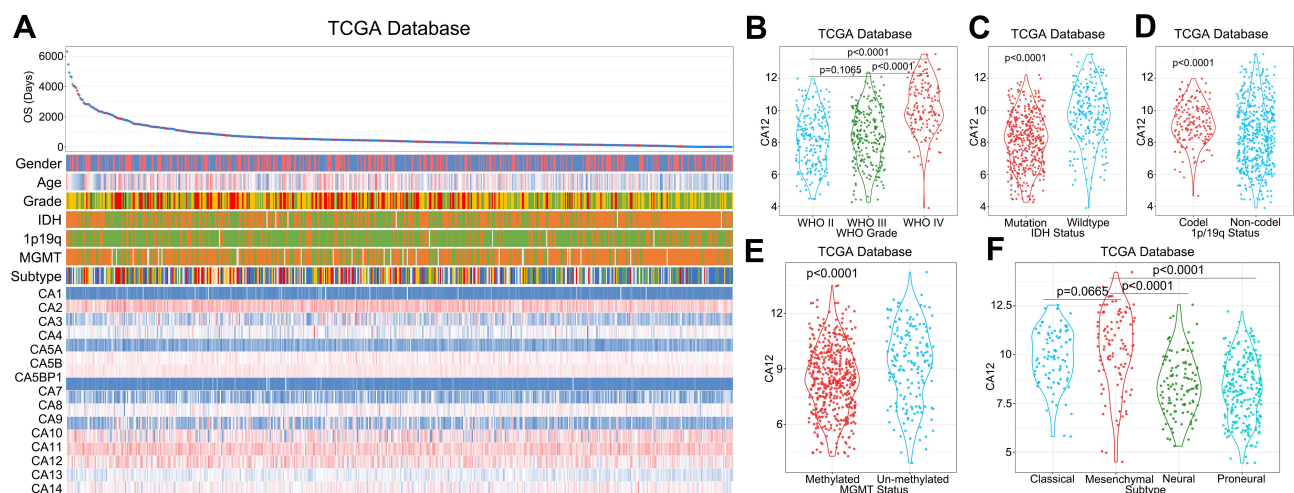 A
TCGA Database
OS (Days)
6000
4000
2000
0
Gender
Age
Grade
IDH
1p19q
MGMT
Subtype
CA1
CA2
CA3
CA4
CA5A
CA5B
CA5BP1
CA7
CA8
CA9
CA10
CA11
CA12
CA13
CA14
B
TCGA Database
p<0.0001
p=0.1065
p<0.0001
CA12
12
10
8
6
4
WHO II
WHO III
WHO IV
WHO Grade
C
TCGA Database
p<0.0001
CA12
12
10
8
6
4
Mutation
Wildtype
IDH Status
D
TCGA Database
p<0.0001
CA12
12
10
8
6
4
Codel
Non-codel
1p/19q Status
E
TCGA Database
p<0.0001
CA12
12
9
6
Methylated
Un-methylated
MGMT Status
F
TCGA Database
p<0.0001
p=0.0665
p<0.0001
CA12
12.5
10
7.5
5
Classical
Mesenchymal
Neural
Proneural
Subtype